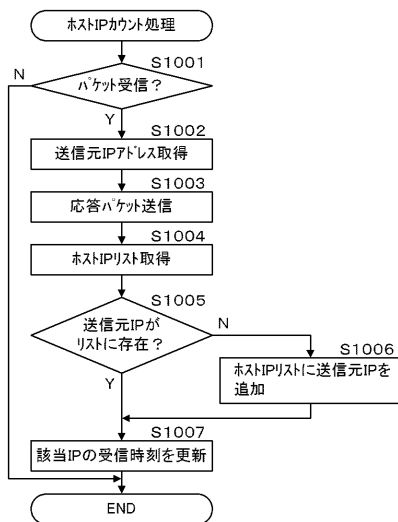 ホストIPカウント処理
S1001
N
パケット受信?
Y
S1002
送信元IPアドレス取得
S1003
応答パケット送信
S1004
ホストIPリスト取得
S1005
送信元IPが
リストに存在?
N
Y
S1006
ホストIPリストに送信元IPを
追加
S1007
該当IPの受信時刻を更新
END